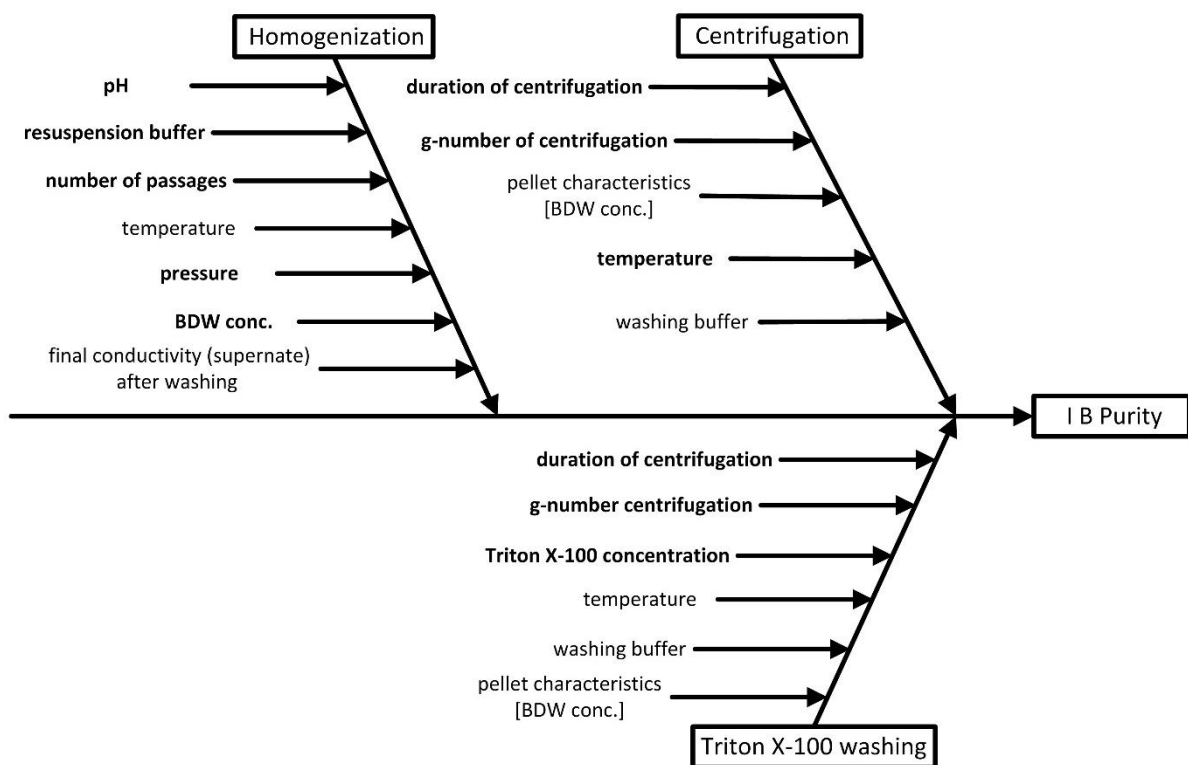 Homogenization
pH
resuspension buffer
number of passages
temperature
pressure
BDW conc.
final conductivity (supernate)
after washing
Centrifugation
duration of centrifugation
g-number of centrifugation
pellet characteristics
[BDW conc.]
temperature
washing buffer
I B Purity
duration of centrifugation
g-number centrifugation
Triton X-100 concentration
temperature
washing buffer
pellet characteristics
[BDW conc.]
Triton X-100 washing